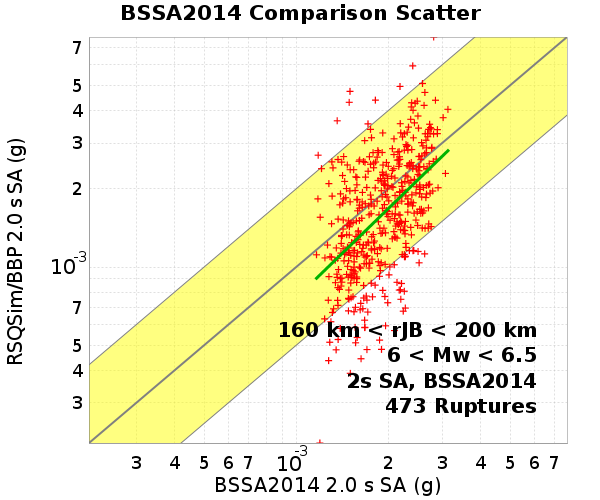 BSSA2014 Comparison Scatter
RSQSim/BBP 2.0 s SA (g)
7
5
4
3
2
10-3
7
5
4
3
160 km < rJB < 200 km
6 < Mw < 6.5
2s SA, BSSA2014
473 Ruptures
3 4 5 6 7 10-3 2 3 4 5 6 7
BSSA2014 2.0 s SA (g)